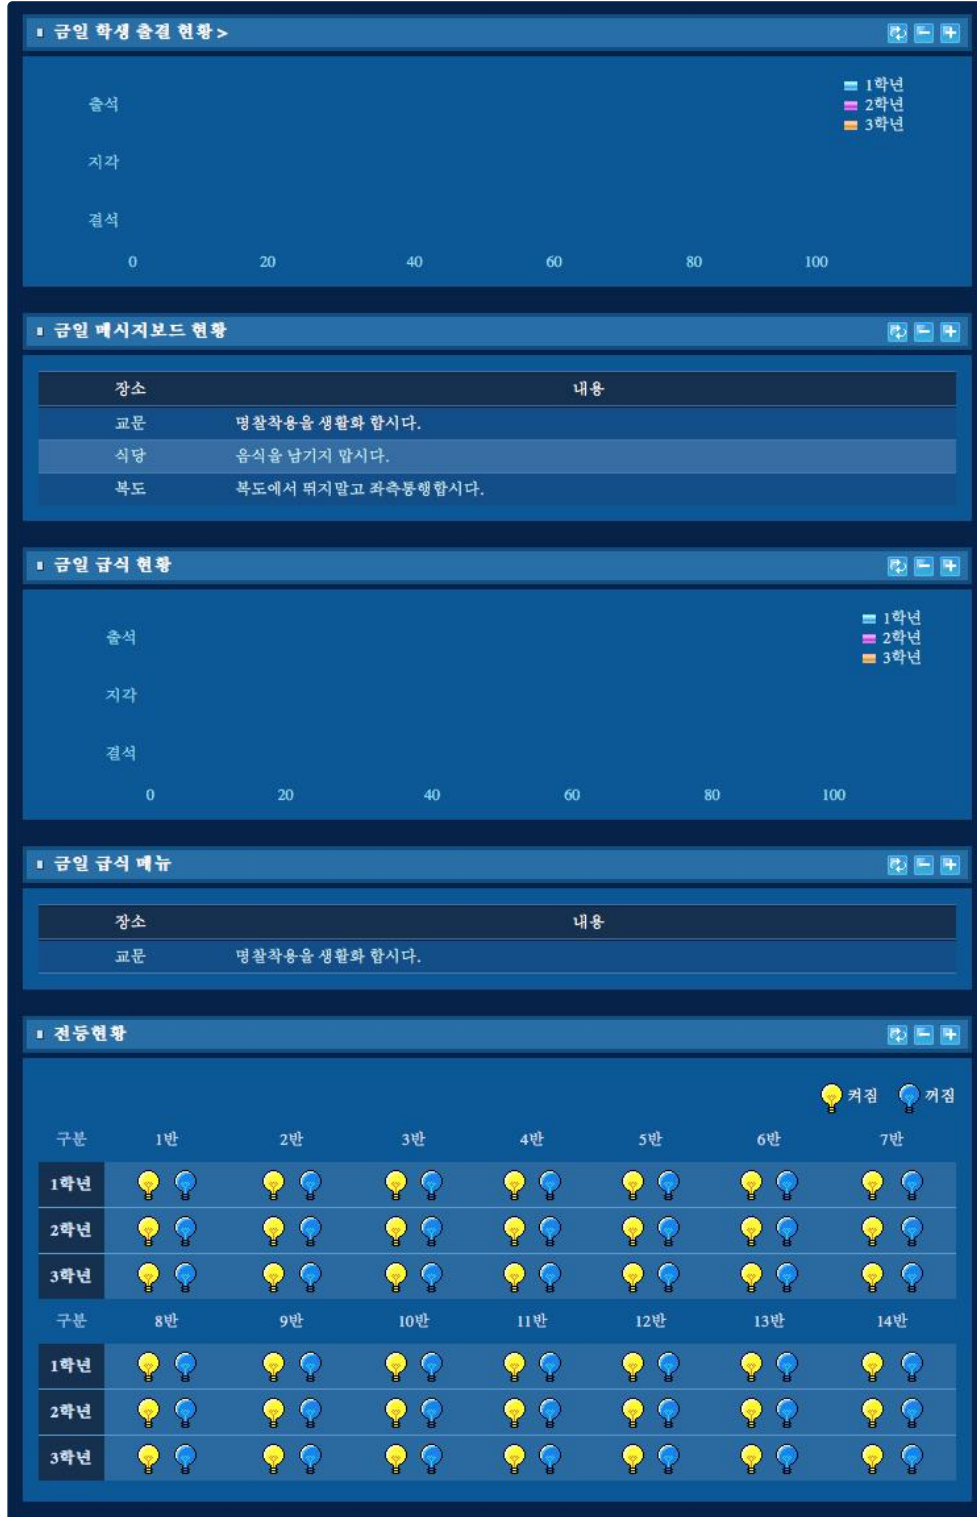 금일 학생 출결 현황>
1학년
2학년
3학년
출석
지각
결석
0 20 40 60 80 100
금일 메시지보드 현황
장소 내용
교문 명찰착용을 생활화 합시다.
식당 음식을 남기지 맙시다.
복도 복도에서 뛰지말고 좌측통행합시다.
금일 급식 현황
1학년
2학년
3학년
출석
지각
결석
0 20 40 60 80 100
금일 급식 메뉴
장소 내용
교문 명찰착용을 생활화 합시다.
전등현황
켜짐 꺼짐
구분 1반 2반 3반 4반 5반 6반 7반
1학년
2학년
3학년
구분 8반 9반 10반 11반 12반 13반 14반
1학년
2학년
3학년